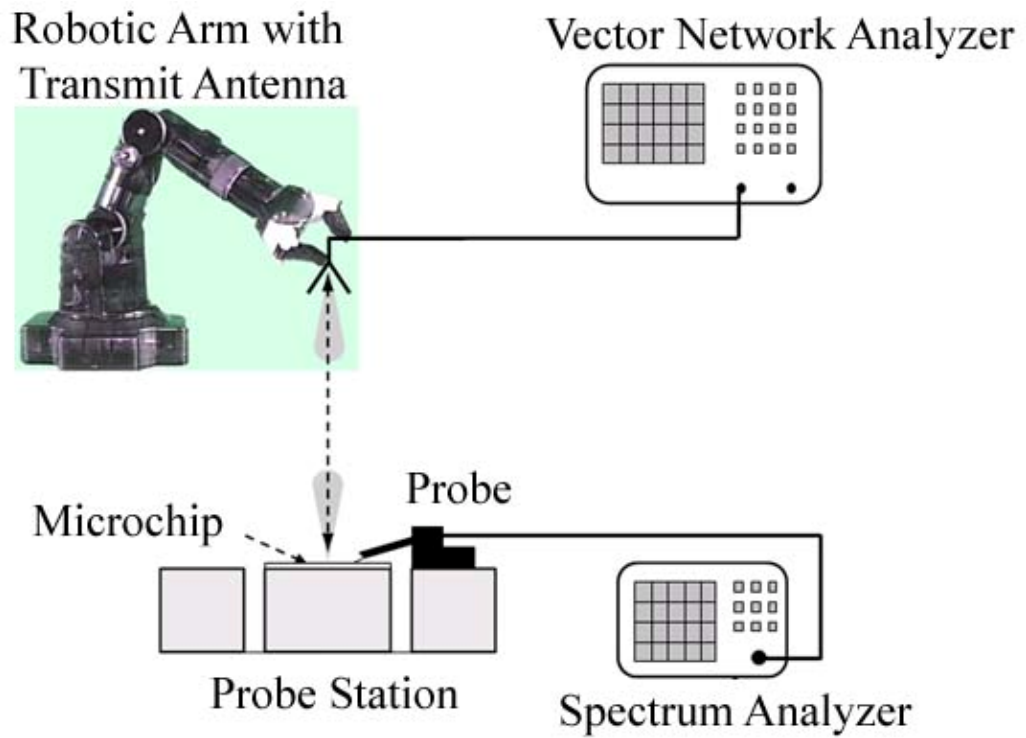 Robotic Arm with
Transmit Antenna
Vector Network Analyzer
Probe
Microchip
Probe Station
Spectrum Analyzer